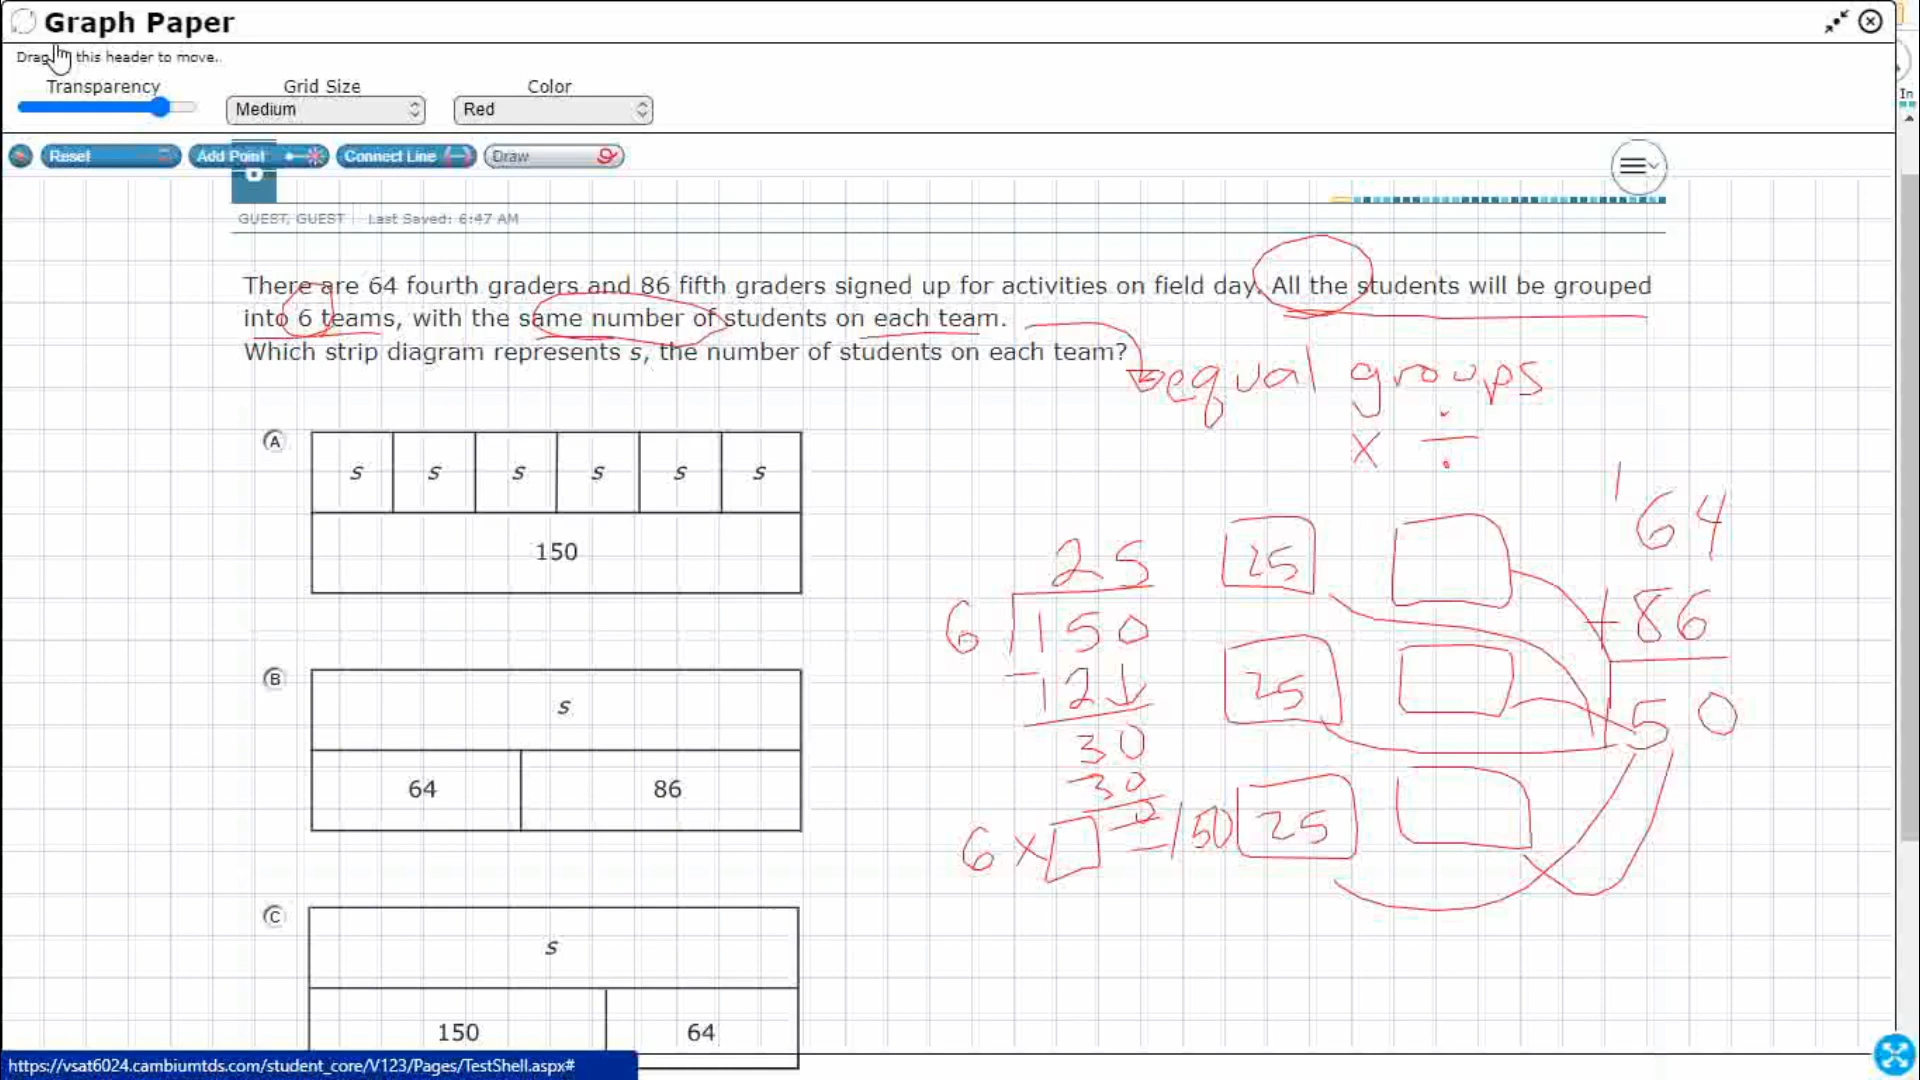 Graph Paper
Drag this header to move..
Transparency
Grid Size
Color
Medium
Red
Reset
Add Point
Connect Line
Draw
In
GUEST, GUEST
Last Saved: 6:47 AM
There are 64 fourth graders and 86 fifth graders signed up for activities on field day. All the students will be grouped
into 6 teams, with the same number of students on each team.
Which strip diagram represents s, the number of students on each team?
equal groups
× ÷
A
s s s s s s
150
B
s
64 86
C
s
150 64
1
64
+86
150
25
6 150
-12↓
30
-30
0
6 × □ = 150
25
25
25
https://vsat6024.cambiumtds.com/student_core/V123/Pages/TestShell.aspx#